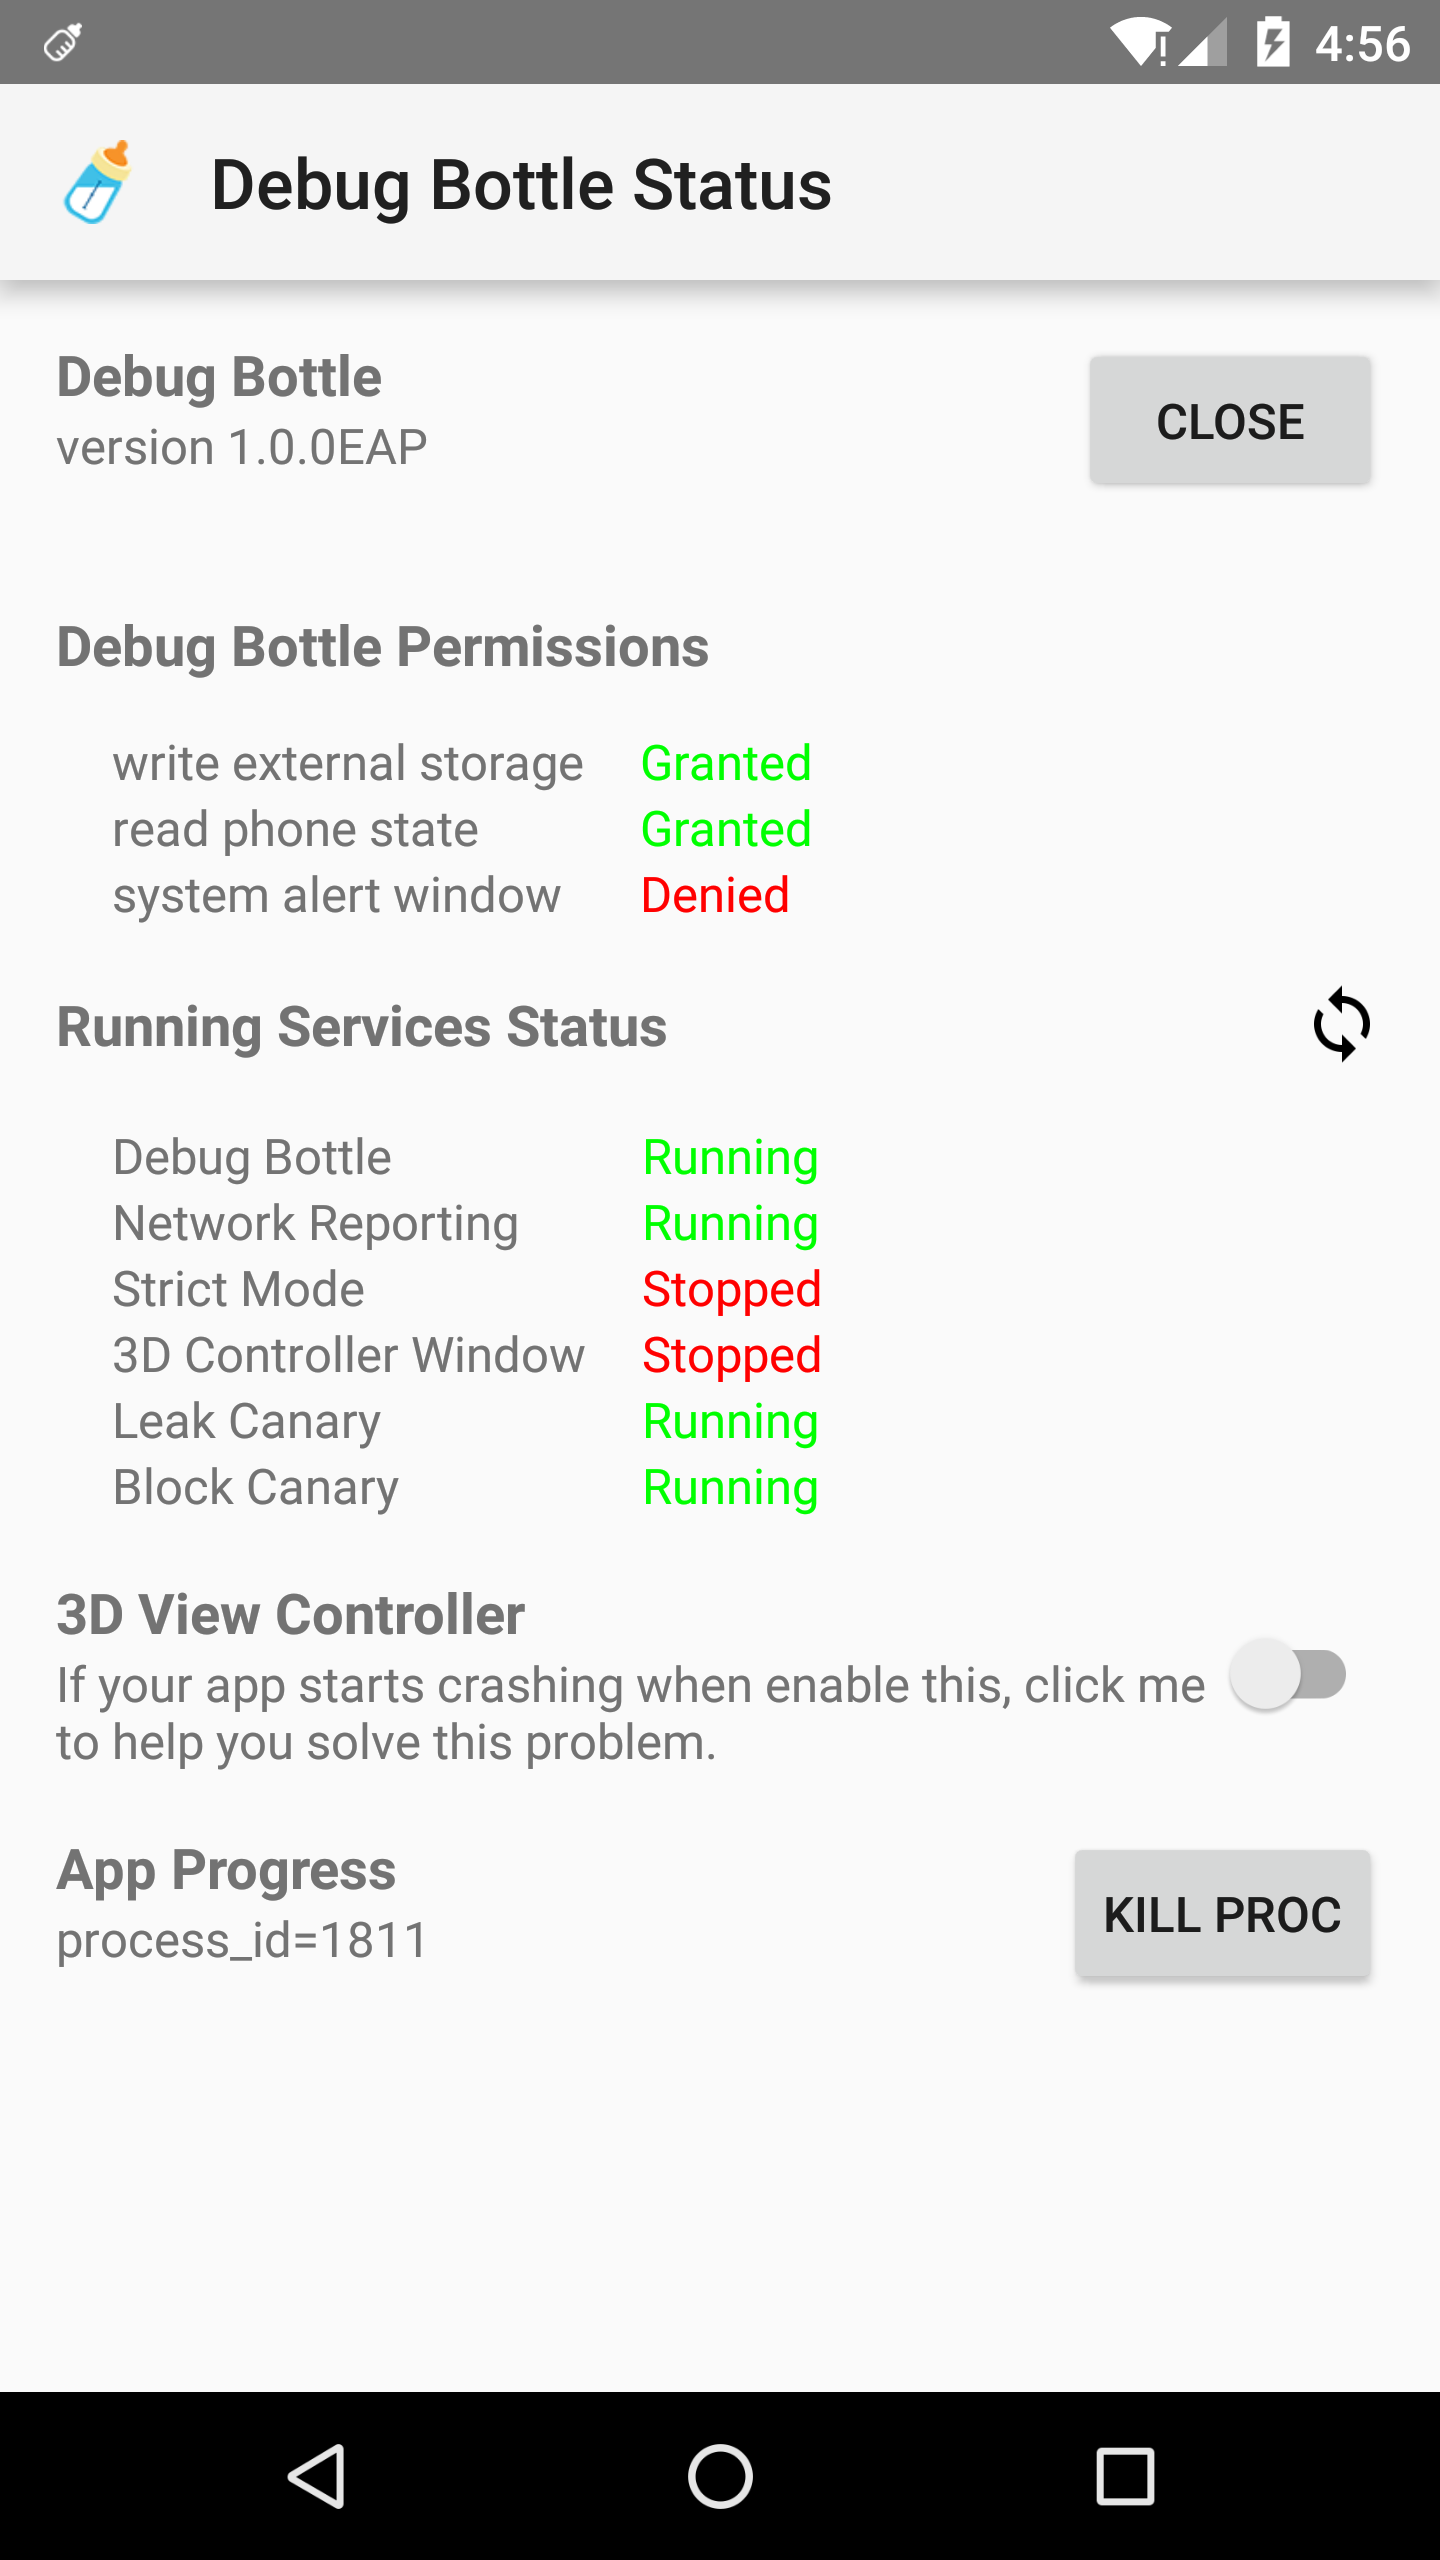 4:56
Debug Bottle Status
Debug Bottle
version 1.0.0EAP
CLOSE
Debug Bottle Permissions
write external storage Granted
read phone state Granted
system alert window Denied
Running Services Status
Debug Bottle Running
Network Reporting Running
Strict Mode Stopped
3D Controller Window Stopped
Leak Canary Running
Block Canary Running
3D View Controller
If your app starts crashing when enable this, click me
to help you solve this problem.
App Progress
process_id=1811
KILL PROC